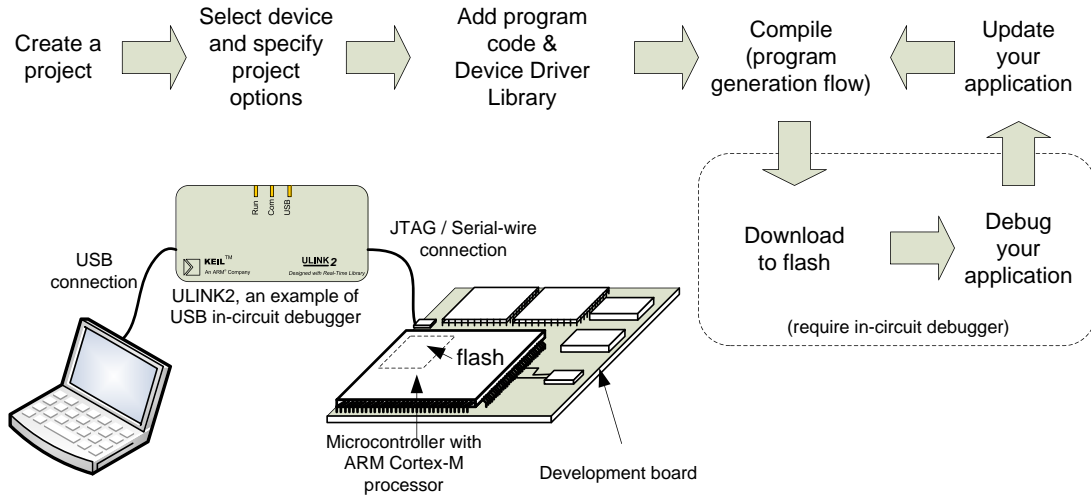 Create a
project
Select device
and specify
project
options
Add program
code &
Device Driver
Library
Compile
(program
generation flow)
Update
your
application
Download
to flash
Debug
your
application
(require in-circuit debugger)
Run
Com
USB
KEIL™
An ARM® Company
ULINK2
Designed with Real-Time Library
USB
connection
JTAG / Serial-wire
connection
ULINK2, an example of
USB in-circuit debugger
flash
Microcontroller with
ARM Cortex-M
processor
Development board